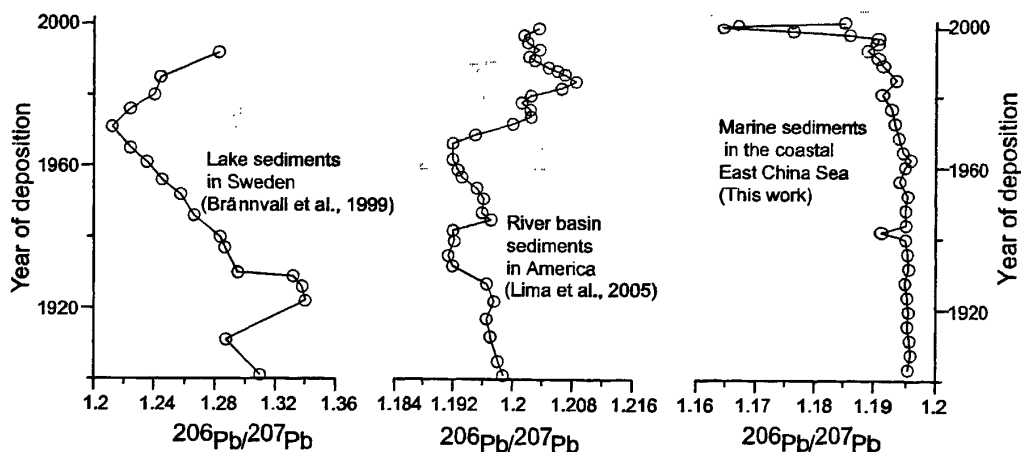 2000
1960
1920
Year of deposition
Lake sediments
in Sweden
(Brännvall et al., 1999)
1.2
1.24
1.28
1.32
1.36
206Pb/207Pb
River basin
sediments
in America
(Lima et al., 2005)
1.184
1.192
1.2
1.208
1.216
206Pb/207Pb
Marine sediments
in the coastal
East China Sea
(This work)
1.16
1.17
1.18
1.19
1.2
206Pb/207Pb
2000
1960
1920
Year of deposition